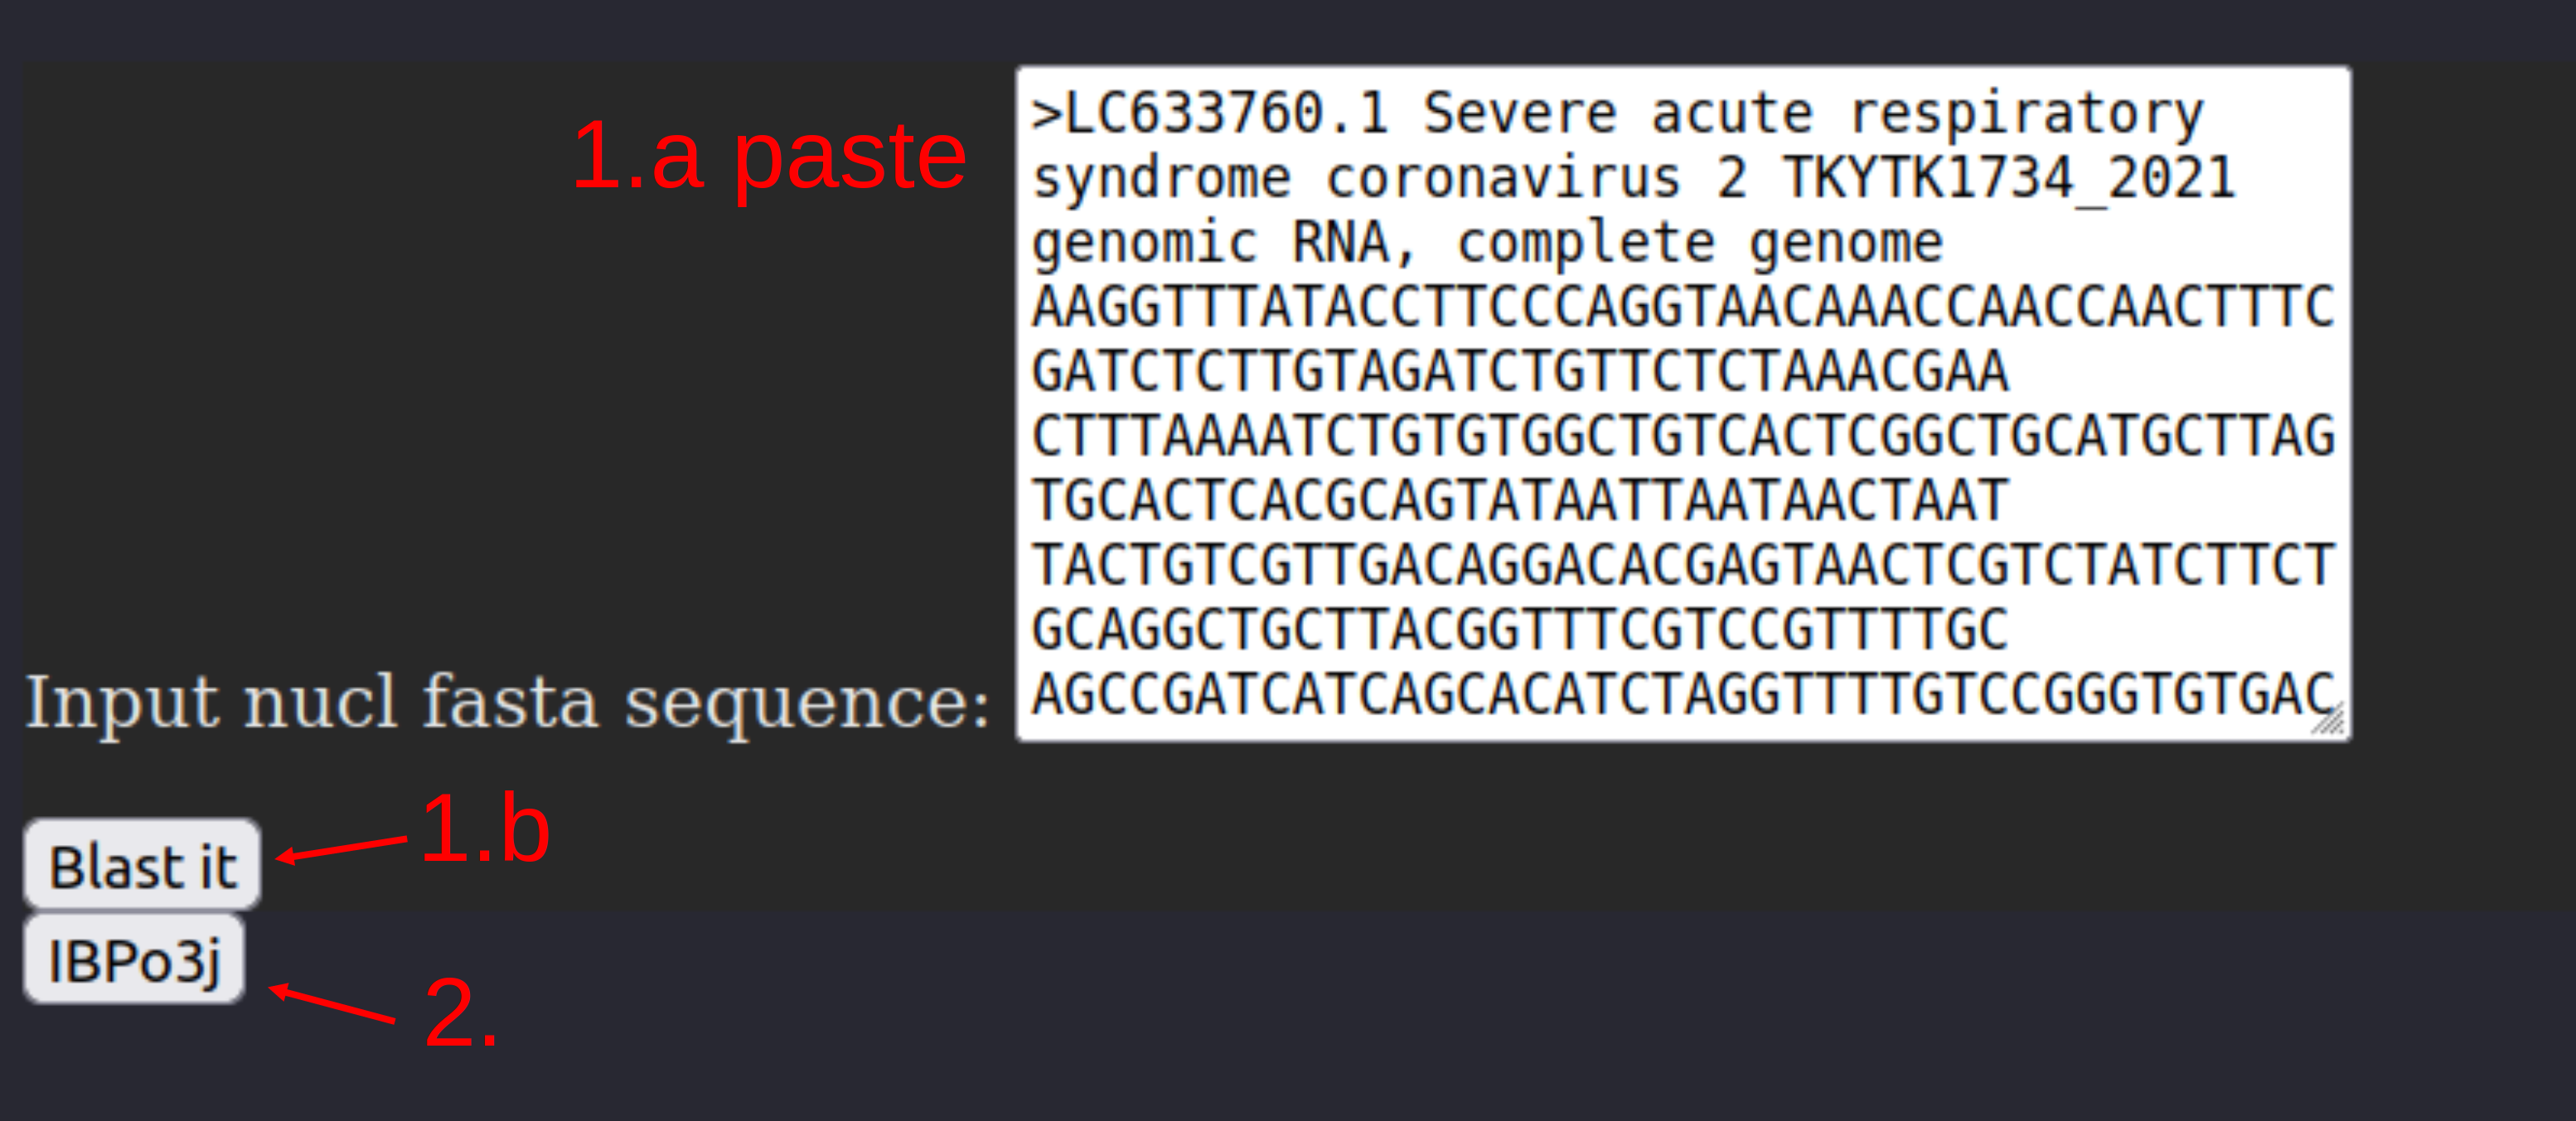 1.a paste
>LC633760.1 Severe acute respiratory
syndrome coronavirus 2 TKYTK1734_2021
genomic RNA, complete genome
AAGGTTTATACCTTCCCAGGTAACAAACCAACCAACTTTC
GATCTCTTGTAGATCTGTTCTCTAAACGAA
CTTTAAAATCTGTGTGGCTGTCACTCGGCTGCATGCTTAG
TGCACTCACGCAGTATAATTAATAACTAAT
TACTGTCGTTGACAGGACACGAGTAACTCGTCTATCTTCT
GCAGGCTGCTTACGGTTTCGTCCGTTTTGC
AGCCGATCATCAGCACATCTAGGTTTTGTCCGGGTGTGAC
Input nucl fasta sequence:
Blast it
1.b
IBPo3j
2.